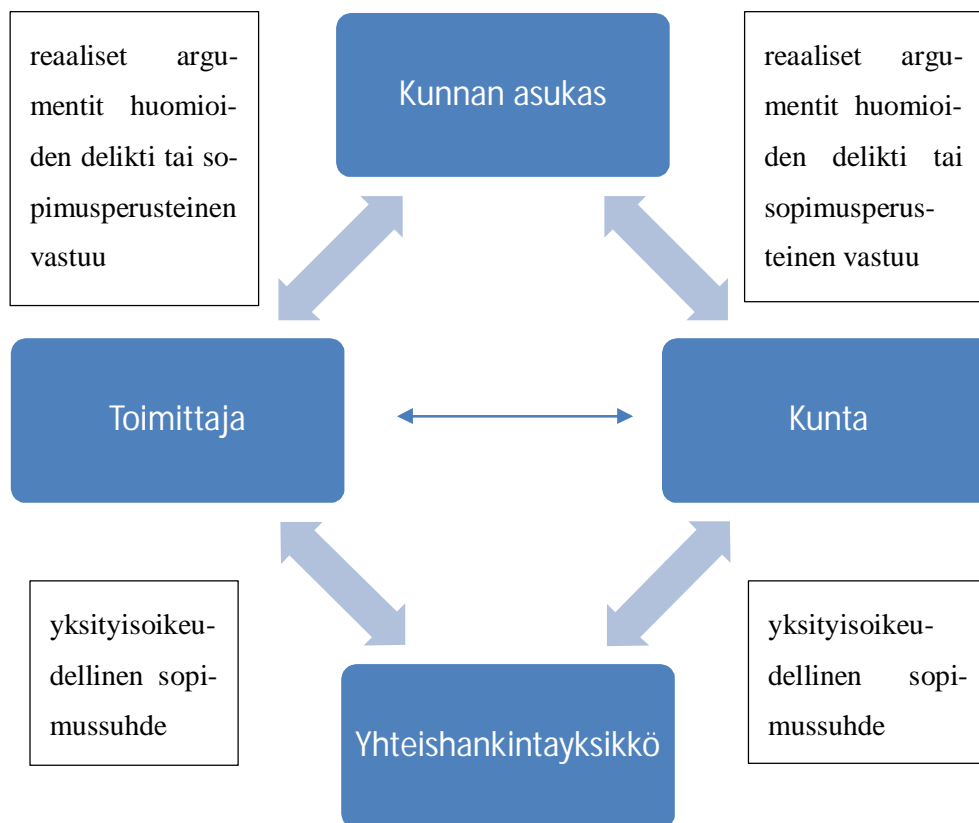 reaaliset argu-
mentit huomioi-
den delikti tai so-
pimusperusteinen
vastuu
Kunnan asukas
reaaliset argu-
mentit huomioi-
den delikti tai
sopimusperus-
teinen vastuu
Toimittaja
Kunta
yksityisoikeu-
dellinen sopi-
mussuhde
Yhteishankintayksikkö
yksityisoikeu-
dellinen sopi-
mussuhde